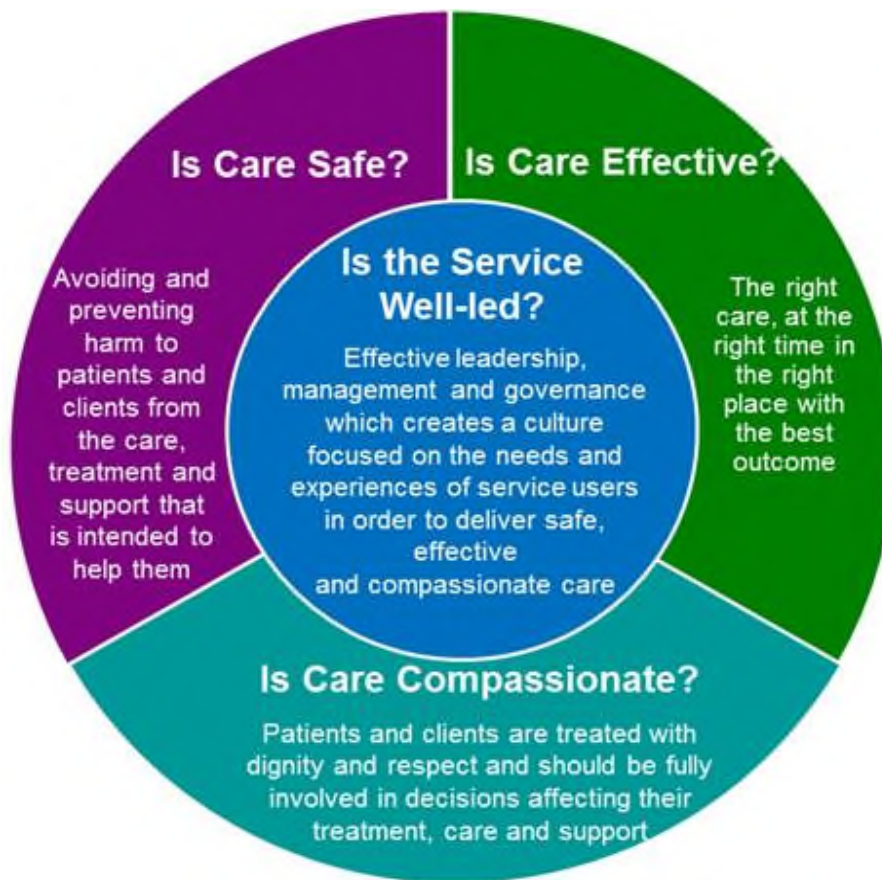 Is Care Safe?
Avoiding and
preventing
harm to
patients and
clients from
the care,
treatment and
support that
is intended to
help them
Is Care Effective?
The right
care, at the
right time in
the right
place with
the best
outcome
Is the Service
Well-led?
Effective leadership,
management and governance
which creates a culture
focused on the needs and
experiences of service users
in order to deliver safe,
effective
and compassionate care
Is Care Compassionate?
Patients and clients are treated with
dignity and respect and should be fully
involved in decisions affecting their
treatment, care and support